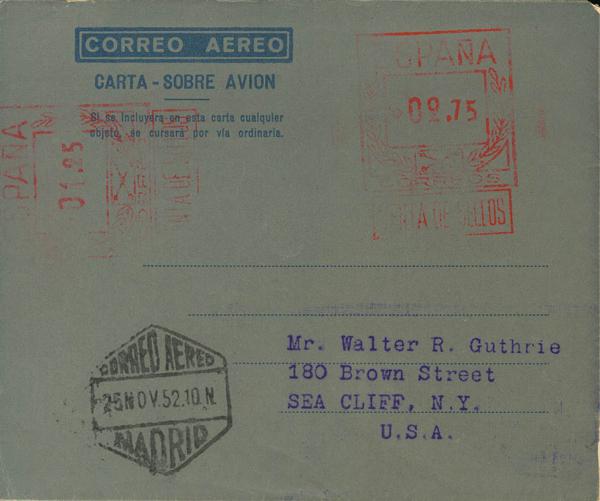 CORREO AEREO
CARTA-SOBRE AVION
Si se incluyera en esta carta cualquier
objeto, se cursará por vía ordinaria.
ESPAÑA
02.75
CORREOS
VENTA DE SELLOS
ESPAÑA
01.25
Mr. Walter R. Guthrie
180 Brown Street
SEA CLIFF, N.Y.
U.S.A.
CORREO AEREO
25 NOV. 52.10 N.
MADRID